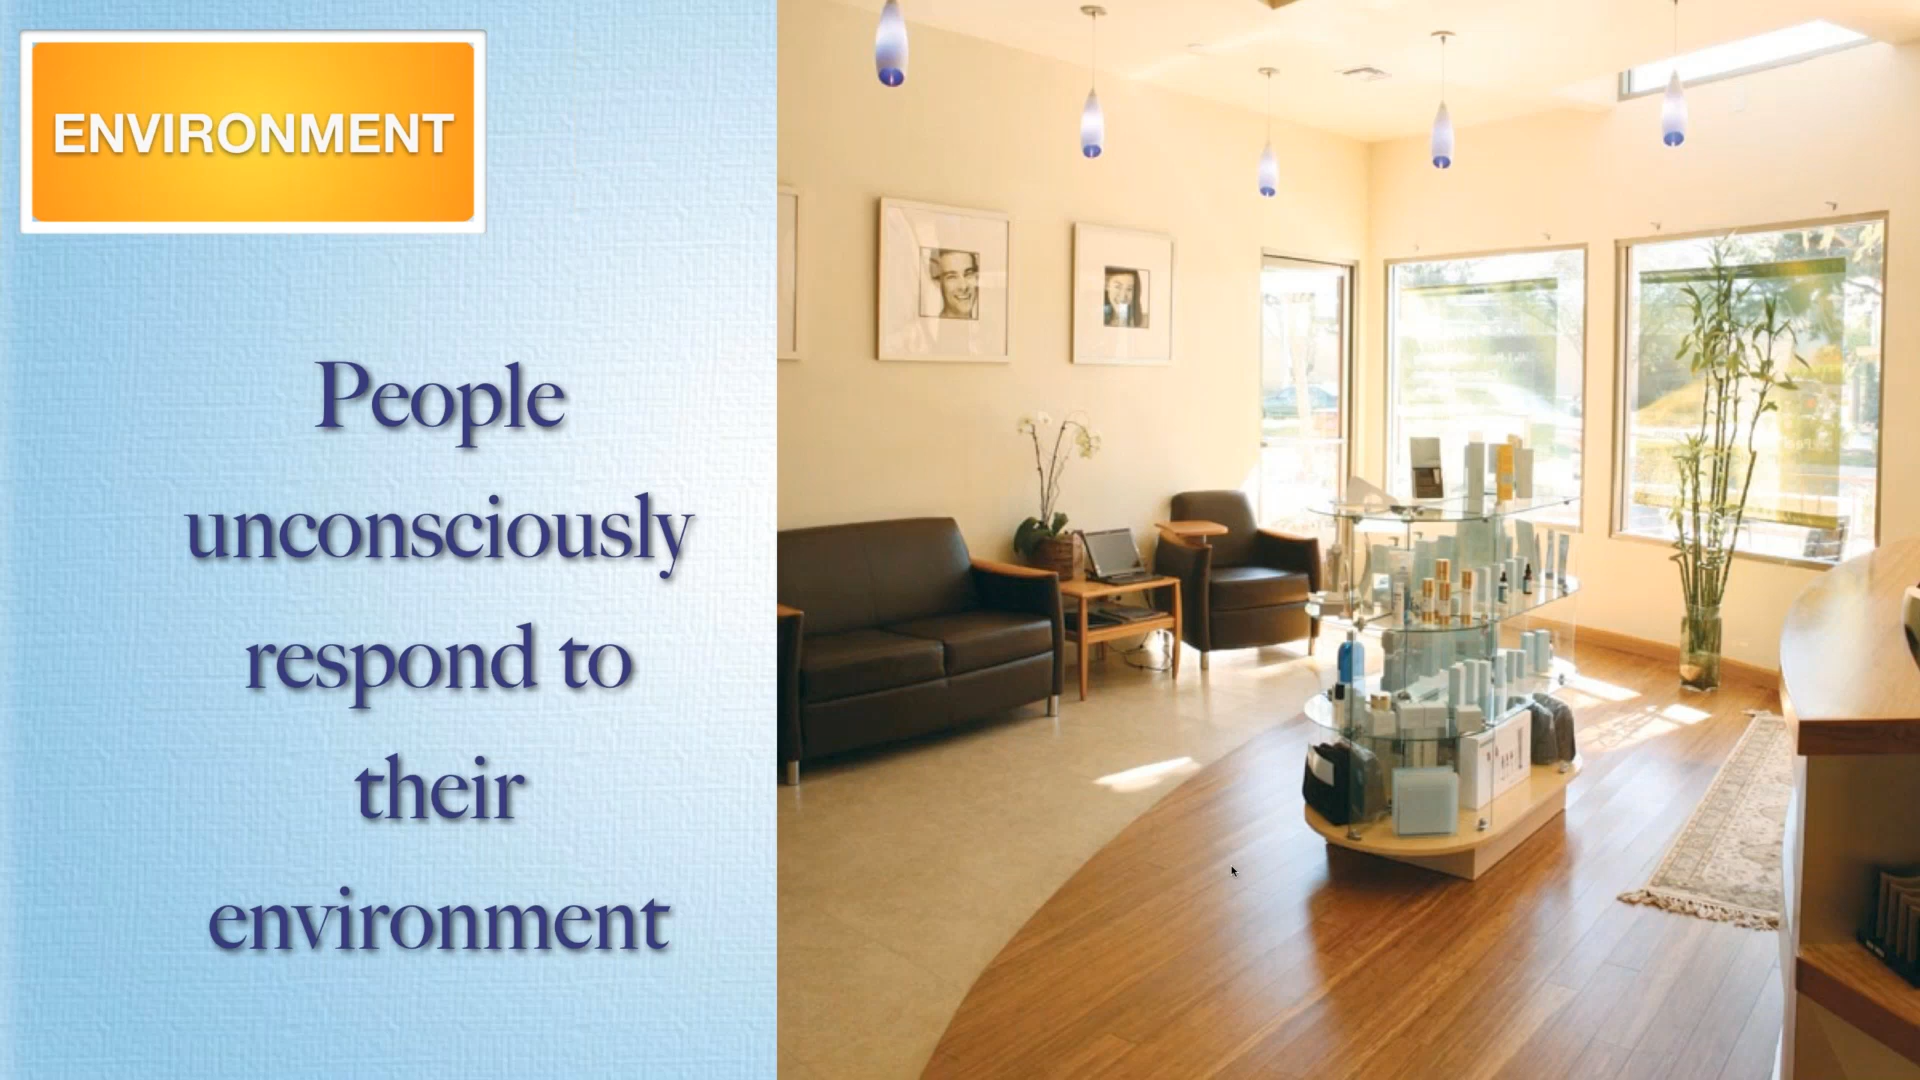 ENVIRONMENT
People
unconsciously
respond to
their
environment